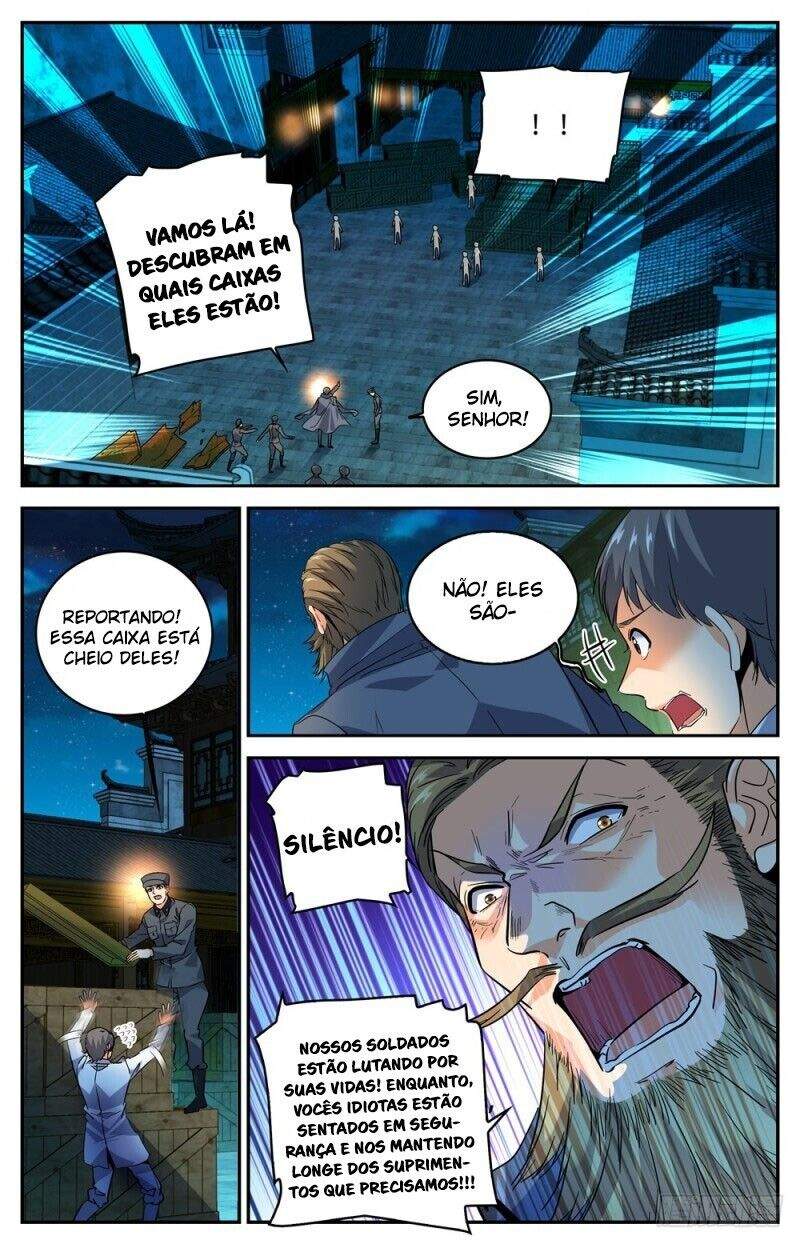 ! !
VAMOS LÁ!
DESCUBRAM EM
QUAIS CAIXAS
ELES ESTÃO!
SIM,
SENHOR!
REPORTANDO!
ESSA CAIXA ESTÁ
CHEIO DELES!
NÃO! ELES
SÃO-
SILÊNCIO!
NOSSOS SOLDADOS
ESTÃO LUTANDO POR
SUAS VIDAS! ENQUANTO,
VOCÊS IDIOTAS ESTÃO
SENTADOS EM SEGU-
RANÇA E NOS MANTENDO
LONGE DOS SUPRIMEN-
TOS QUE PRECISAMOS!!!